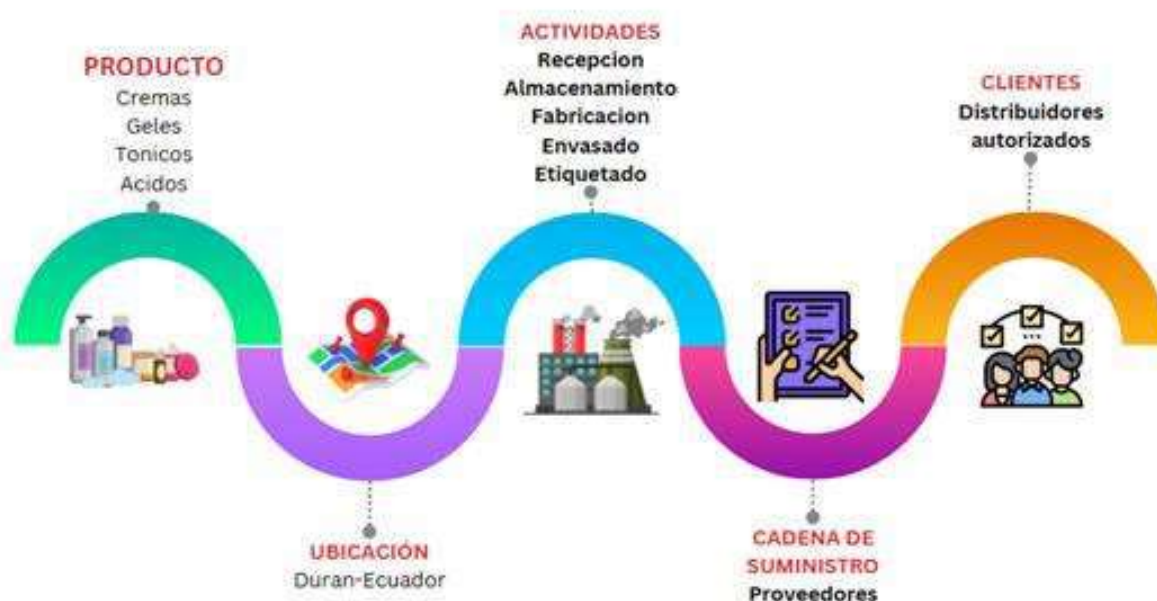 PRODUCTO
Cremas
Geles
Tonicos
Acidos
UBICACIÓN
Duran-Ecuador
ACTIVIDADES
Recepcion
Almacenamiento
Fabricacion
Envasado
Etiquetado
CADENA DE
SUMINISTRO
Proveedores
CLIENTES
Distribuidores
autorizados